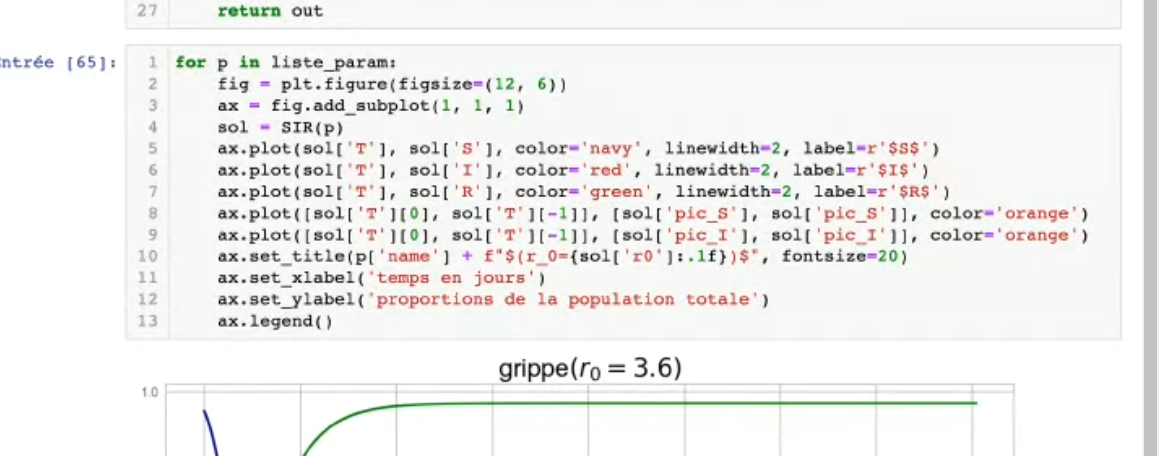 27 return out
ntrée [65]:
1 for p in liste_param:
2 fig = plt.figure(figsize=(12, 6))
3 ax = fig.add_subplot(1, 1, 1)
4 sol = SIR(p)
5 ax.plot(sol['T'], sol['S'], color='navy', linewidth=2, label=r'$S$')
6 ax.plot(sol['T'], sol['I'], color='red', linewidth=2, label=r'$I$')
7 ax.plot(sol['T'], sol['R'], color='green', linewidth=2, label=r'$R$')
8 ax.plot([sol['T'][0], sol['T'][-1]], [sol['pic_S'], sol['pic_S']], color='orange')
9 ax.plot([sol['T'][0], sol['T'][-1]], [sol['pic_I'], sol['pic_I']], color='orange')
10 ax.set_title(p['name'] + f"$(r_0={sol['r0']:.1f})$", fontsize=20)
11 ax.set_xlabel('temps en jours')
12 ax.set_ylabel('proportions de la population totale')
13 ax.legend()
grippe(r₀ = 3.6)
1.0